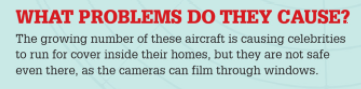 WHAT PROBLEMS DO THEY CAUSE?
The growing number of these aircraft is causing celebrities
to run for cover inside their homes, but they are not safe
even there, as the cameras can film through windows.